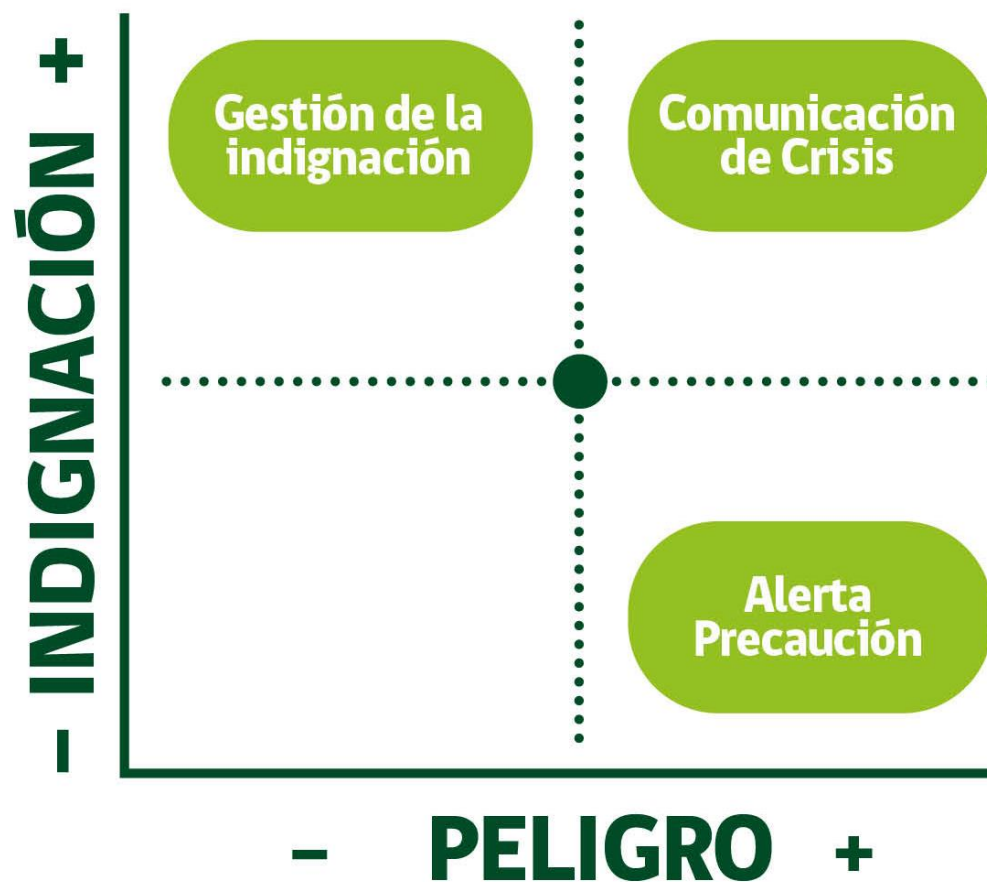 - INDIGNACIÓN +
Gestión de la
indignación
Comunicación
de Crisis
Alerta
Precaución
- PELIGRO +